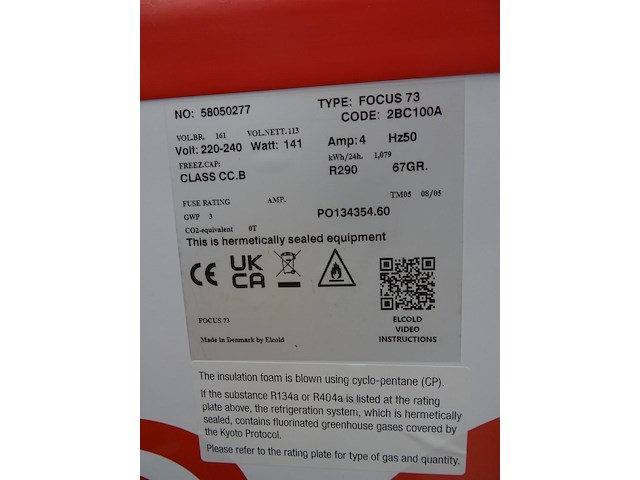 NO: 58050277 TYPE: FOCUS 73
CODE: 2BC100A
VOL.BR. 161 VOL.NETT. 113
Volt: 220-240 Watt: 141 Amp: 4 Hz50
FREEZ.CAP: kWh/24h. 1,079
CLASS CC.B R290 67GR.
FUSE RATING AMP. TM05 08/05
GWP 3 PO134354.60
CO2-equivalent 0T
This is hermetically sealed equipment
CE UK CA
ELCOLD
VIDEO
INSTRUCTIONS
FOCUS 73
Made in Denmark by Elcold
The insulation foam is blown using cyclo-pentane (CP).
If the substance R134a or R404a is listed at the rating
plate above, the refrigeration system, which is hermetically
sealed, contains fluorinated greenhouse gases covered by
the Kyoto Protocol.
Please refer to the rating plate for type of gas and quantity.